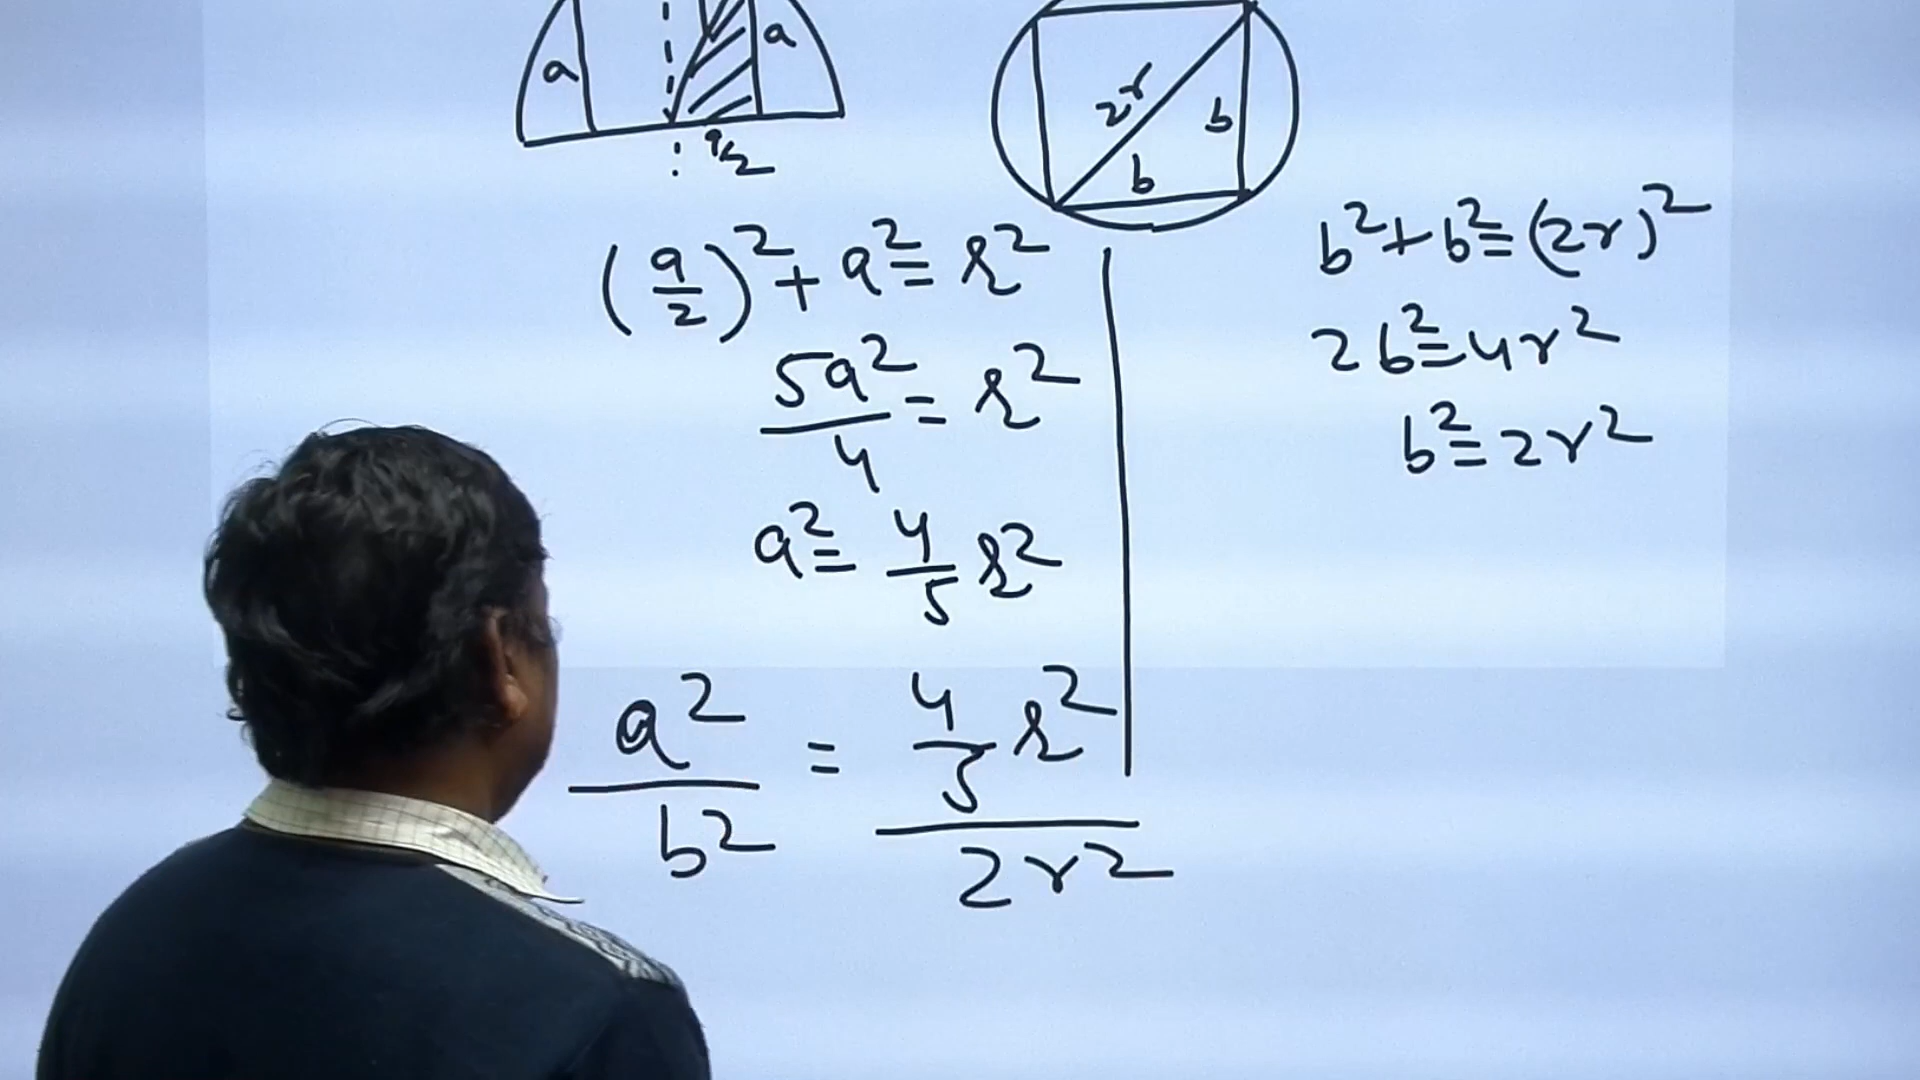 a a
a/2
2r b
b
(a/2)² + a² = r²
5a²/4 = r²
a² = 4/5 r²
a²/b² = 4/5 r² / 2r²
b² + b² = (2r)²
2b² = 4r²
b² = 2r²